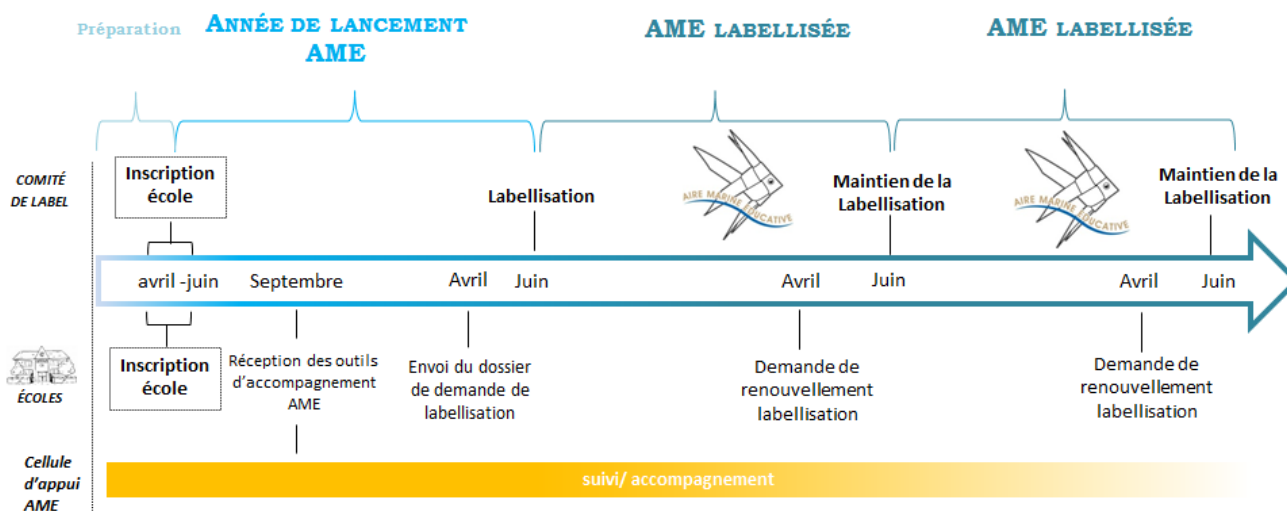 Préparation
ANNÉE DE LANCEMENT
AME
AME LABELLISÉE
AME LABELLISÉE
COMITÉ
DE LABEL
Inscription
école
Labellisation
AIRE MARINE EDUCATIVE
Maintien de la
Labellisation
AIRE MARINE EDUCATIVE
Maintien de la
Labellisation
avril -juin
Septembre
Avril
Juin
Avril
Juin
Avril
Juin
ÉCOLES
Inscription
école
Réception des outils
d'accompagnement
AME
Envoi du dossier
de demande de
labellisation
Demande de
renouvellement
labellisation
Demande de
renouvellement
labellisation
Cellule
d'appui
AME
suivi/ accompagnement